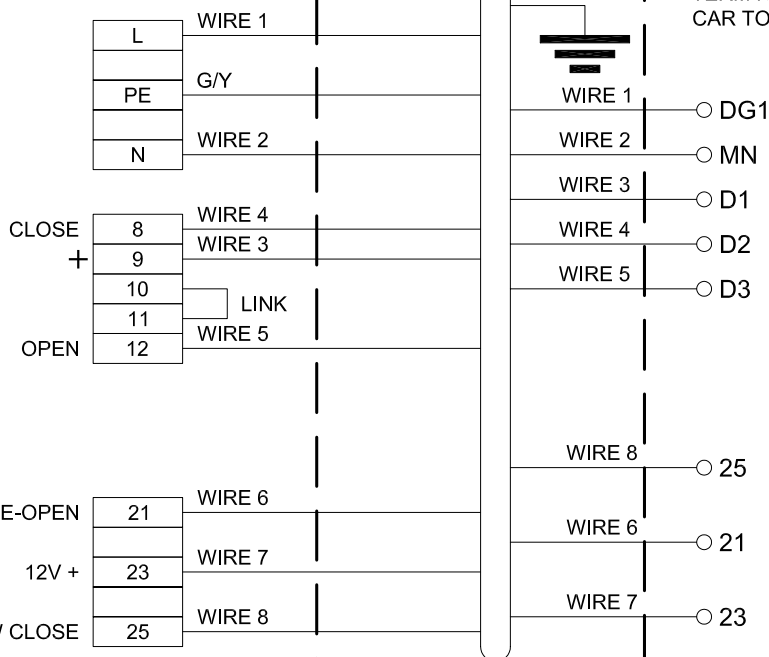 CAR TO
L WIRE 1
PE G/Y
N WIRE 2
WIRE 1 DG1
WIRE 2 MN
WIRE 3 D1
WIRE 4 D2
WIRE 5 D3
CLOSE 8 WIRE 4
+ 9 WIRE 3
10
11 LINK
OPEN 12 WIRE 5
WIRE 8 25
WIRE 6 21
WIRE 7 23
E-OPEN 21 WIRE 6
12V + 23 WIRE 7
CLOSE 25 WIRE 8